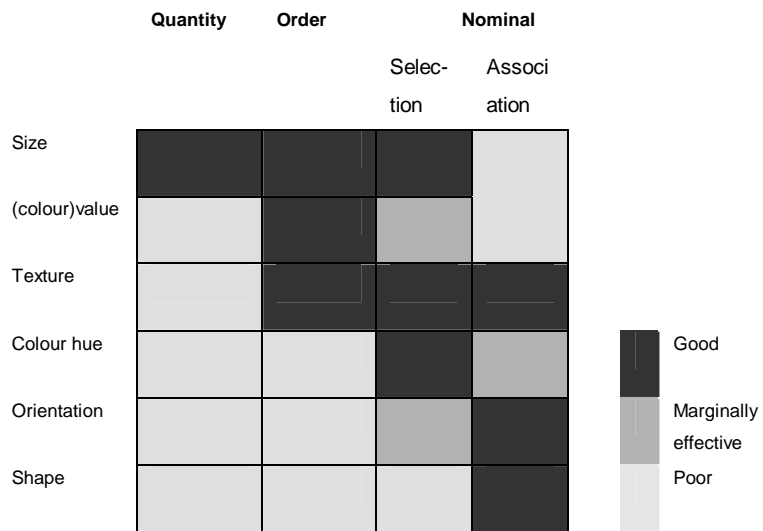 Quantity Order Nominal
Selec- Associ
tion ation
Size
(colour)value
Texture
Colour hue Good
Orientation Marginally
effective
Shape Poor